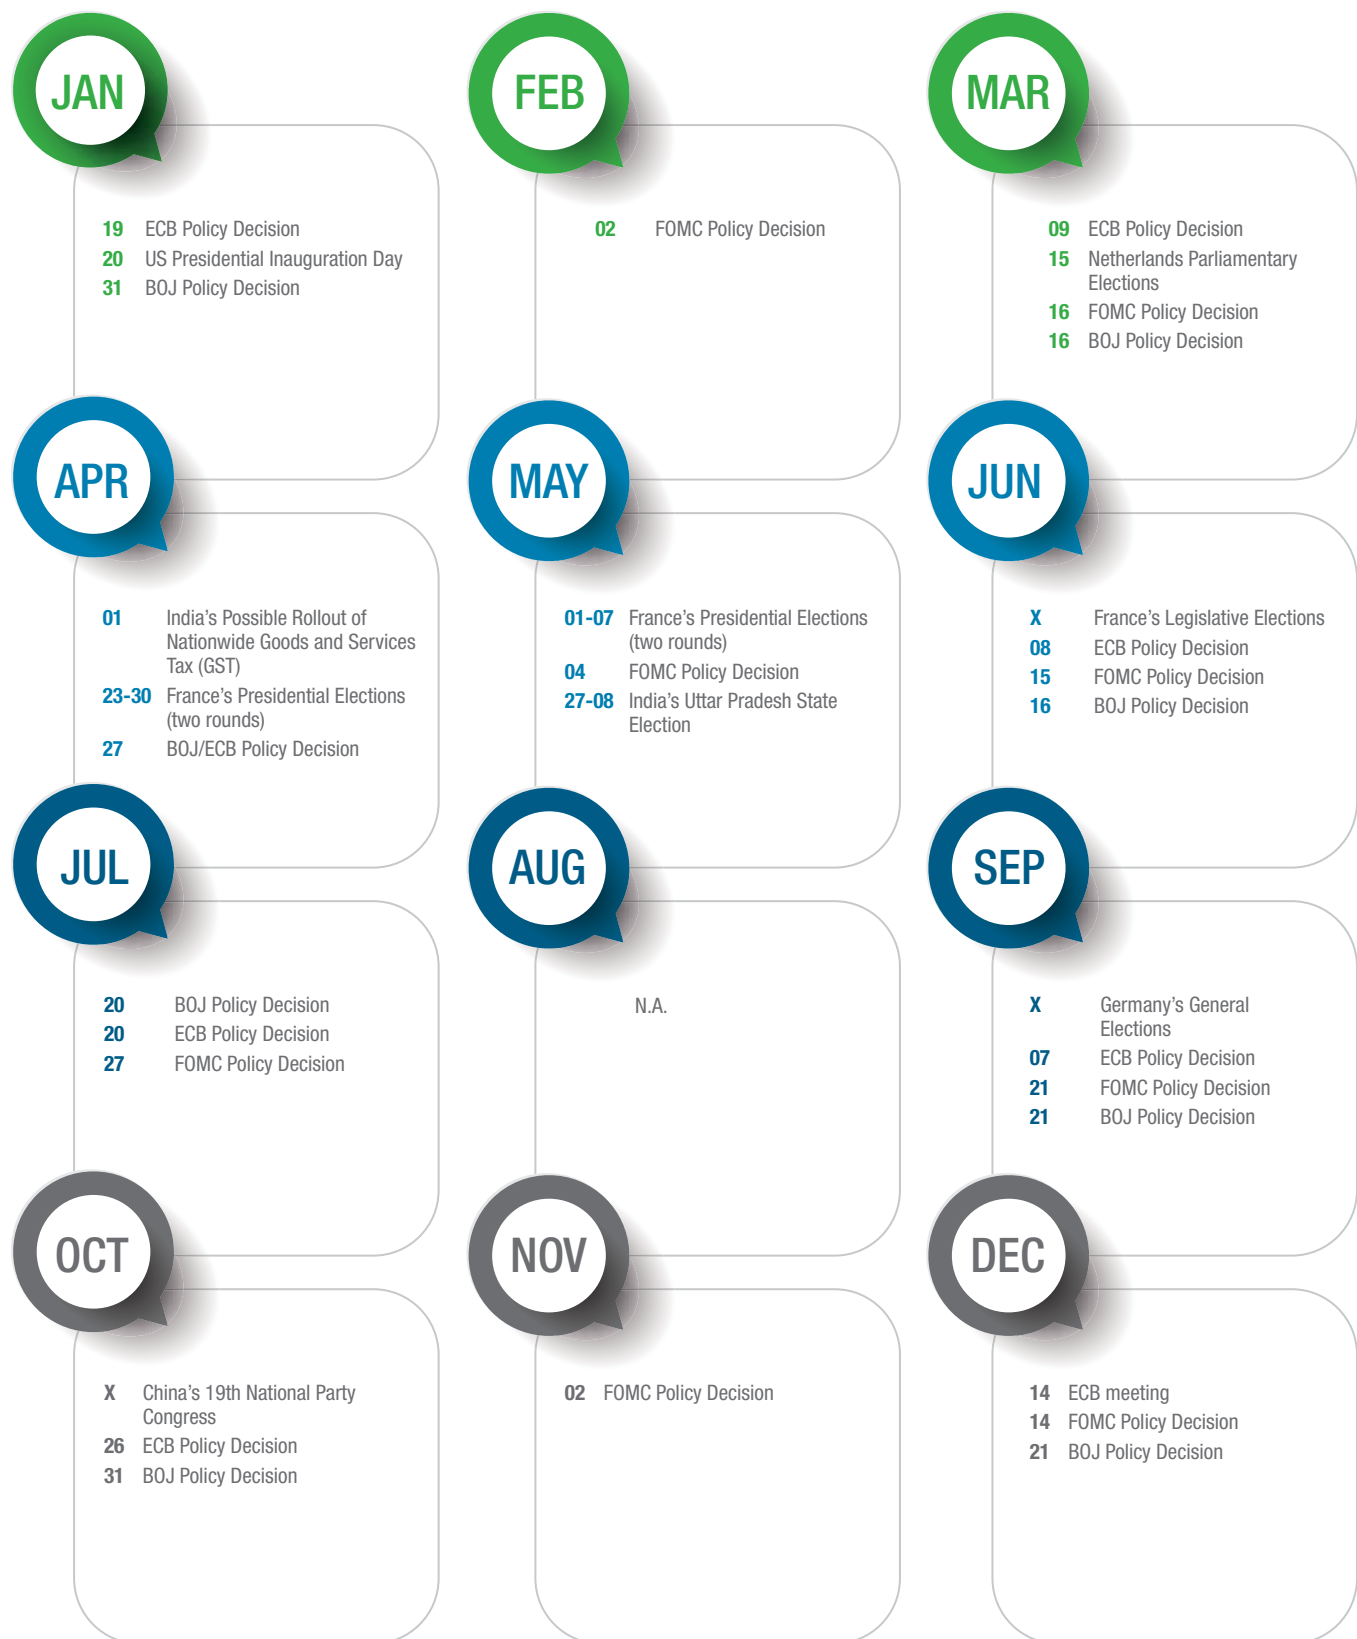 JAN
19 ECB Policy Decision
20 US Presidential Inauguration Day
31 BOJ Policy Decision
FEB
02 FOMC Policy Decision
MAR
09 ECB Policy Decision
15 Netherlands Parliamentary
Elections
16 FOMC Policy Decision
16 BOJ Policy Decision
APR
01 India’s Possible Rollout of
Nationwide Goods and Services
Tax (GST)
23-30 France’s Presidential Elections
(two rounds)
27 BOJ/ECB Policy Decision
MAY
01-07 France’s Presidential Elections
(two rounds)
04 FOMC Policy Decision
27-08 India’s Uttar Pradesh State
Election
JUN
X France’s Legislative Elections
08 ECB Policy Decision
15 FOMC Policy Decision
16 BOJ Policy Decision
JUL
20 BOJ Policy Decision
20 ECB Policy Decision
27 FOMC Policy Decision
AUG
N.A.
SEP
X Germany’s General
Elections
07 ECB Policy Decision
21 FOMC Policy Decision
21 BOJ Policy Decision
OCT
X China’s 19th National Party
Congress
26 ECB Policy Decision
31 BOJ Policy Decision
NOV
02 FOMC Policy Decision
DEC
14 ECB meeting
14 FOMC Policy Decision
21 BOJ Policy Decision